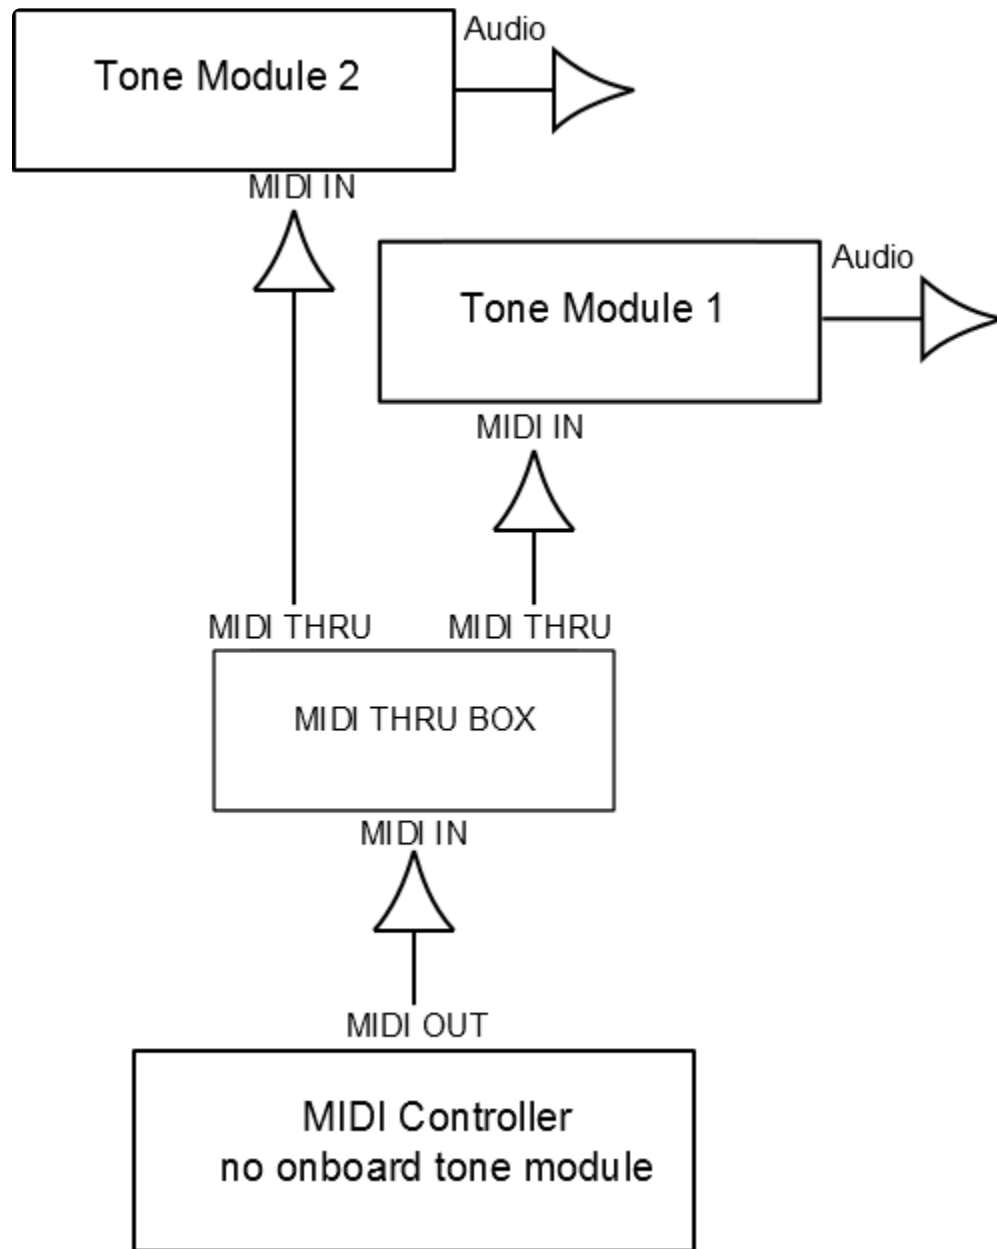 Audio
Tone Module 2
MIDI IN
Audio
Tone Module 1
MIDI IN
MIDI THRU MIDI THRU
MIDI THRU BOX
MIDI IN
MIDI OUT
MIDI Controller
no onboard tone module